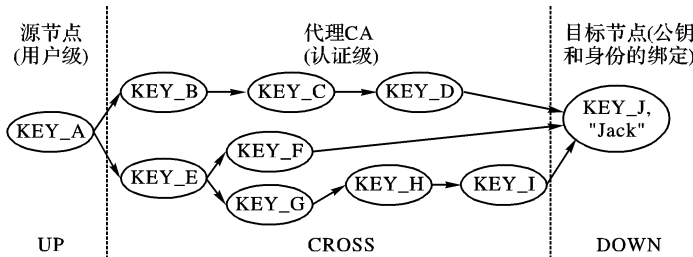 源节点
(用户级)
代理CA
(认证级)
目标节点(公钥
和身份的绑定)
KEY_A
KEY_B
KEY_C
KEY_D
KEY_E
KEY_F
KEY_G
KEY_H
KEY_I
KEY_J,
"Jack"
UP
CROSS
DOWN